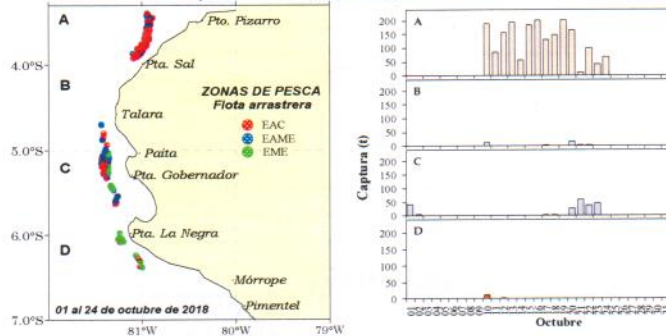 A
Pto. Pizarro
4.0°S
Pta. Sal
B
ZONAS DE PESCA
Flota arrastrera
EAC
EAME
EME
Talara
5.0°S
Paita
C
Pta. Gobernador
6.0°S
Pta. La Negra
D
Mórrope
01 al 24 de octubre de 2018
Pimentel
7.0°S
81°W
80°W
79°W
Captura (t)
A
200
150
100
50
0
B
200
150
100
50
0
C
200
150
100
50
0
D
200
150
100
50
0
Octubre